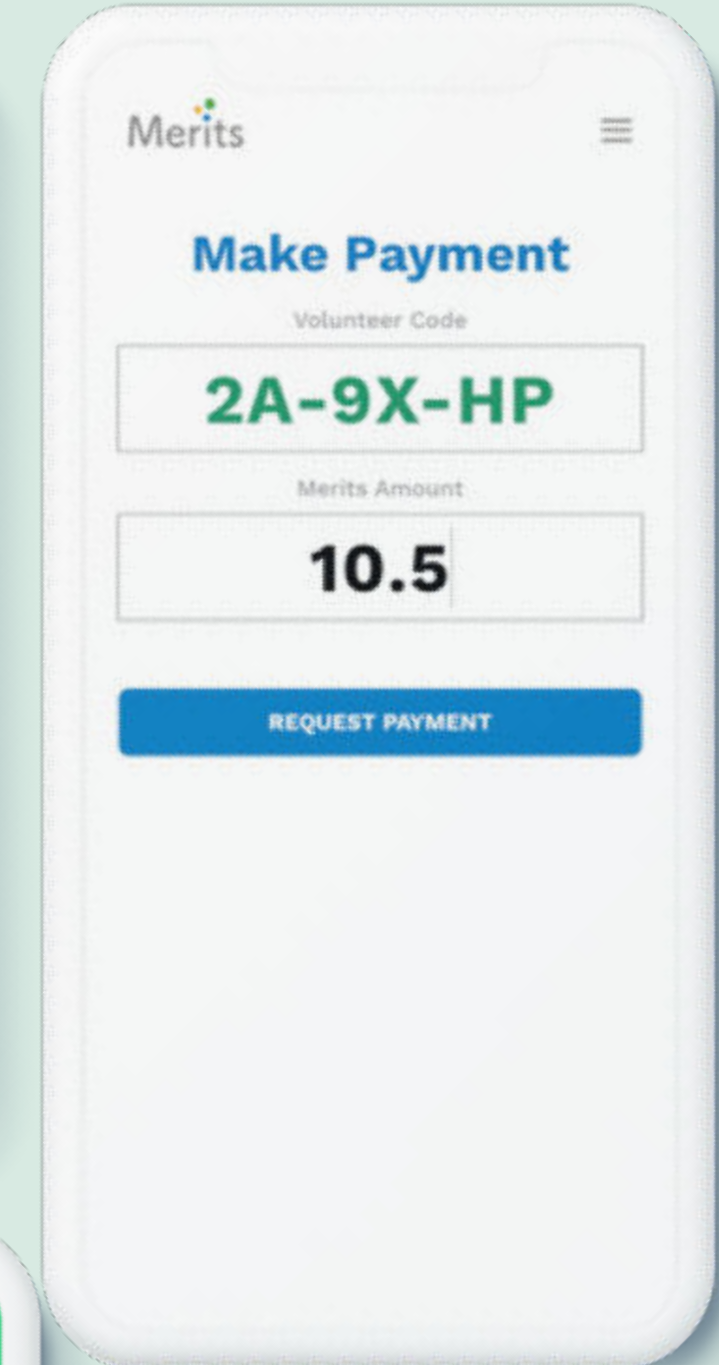 Merits
Make Payment
Volunteer Code
2A-9X-HP
Merits Amount
10.5
REQUEST PAYMENT